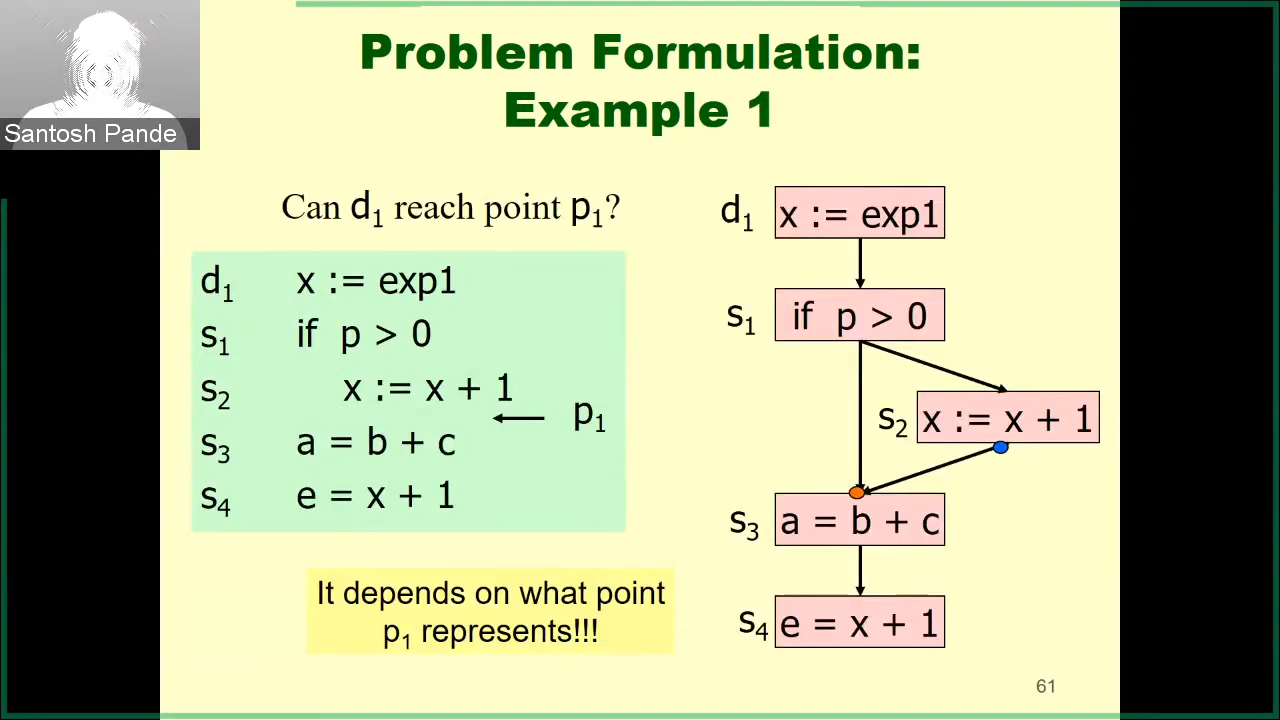 Santosh Pande
Problem Formulation:
Example 1
Can d₁ reach point p₁?
d₁ x := exp1
s₁ if p > 0
s₂ x := x + 1
p₁
s₃ a = b + c
s₄ e = x + 1
It depends on what point
p₁ represents!!!
d₁ x := exp1
s₁ if p > 0
s₂ x := x + 1
s₃ a = b + c
s₄ e = x + 1
61